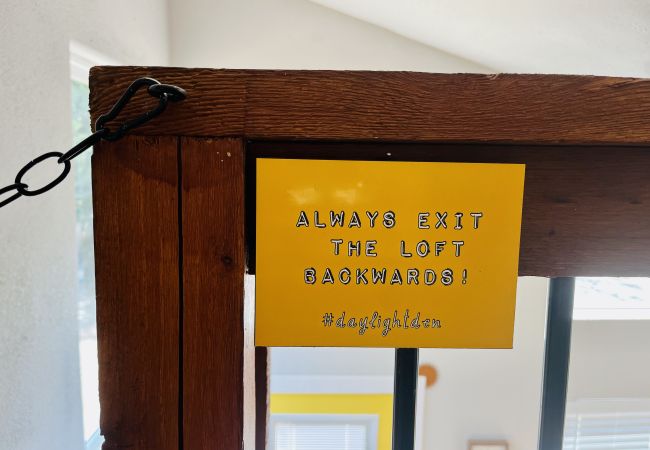 ALWAYS EXIT
THE LOFT
BACKWARDS!
#daylightden